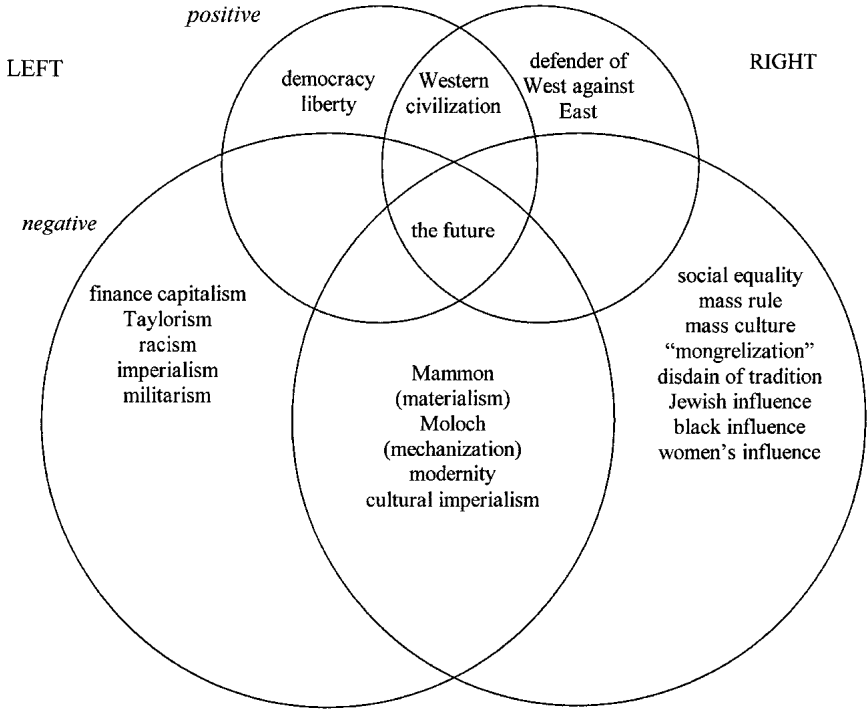 positive
LEFT
RIGHT
democracy
liberty
Western
civilization
defender of
West against
East
negative
the future
finance capitalism
Taylorism
racism
imperialism
militarism
Mammon
(materialism)
Moloch
(mechanization)
modernity
cultural imperialism
social equality
mass rule
mass culture
“mongrelization”
disdain of tradition
Jewish influence
black influence
women’s influence